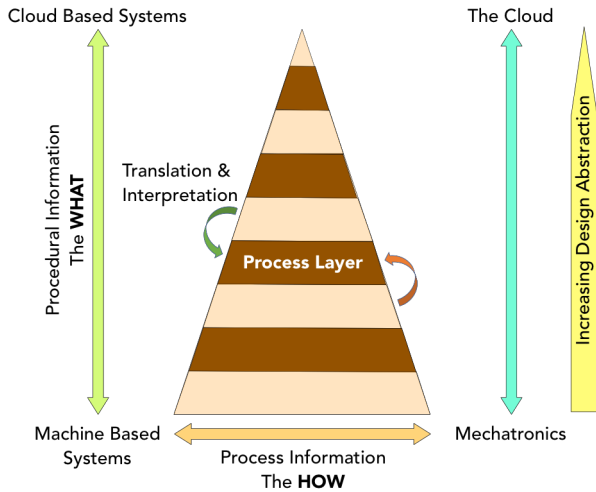 Cloud Based Systems
The Cloud
Translation &
Interpretation
Procedural Information
The WHAT
Process Layer
Increasing Design Abstraction
Machine Based
Systems
Mechatronics
Process Information
The HOW